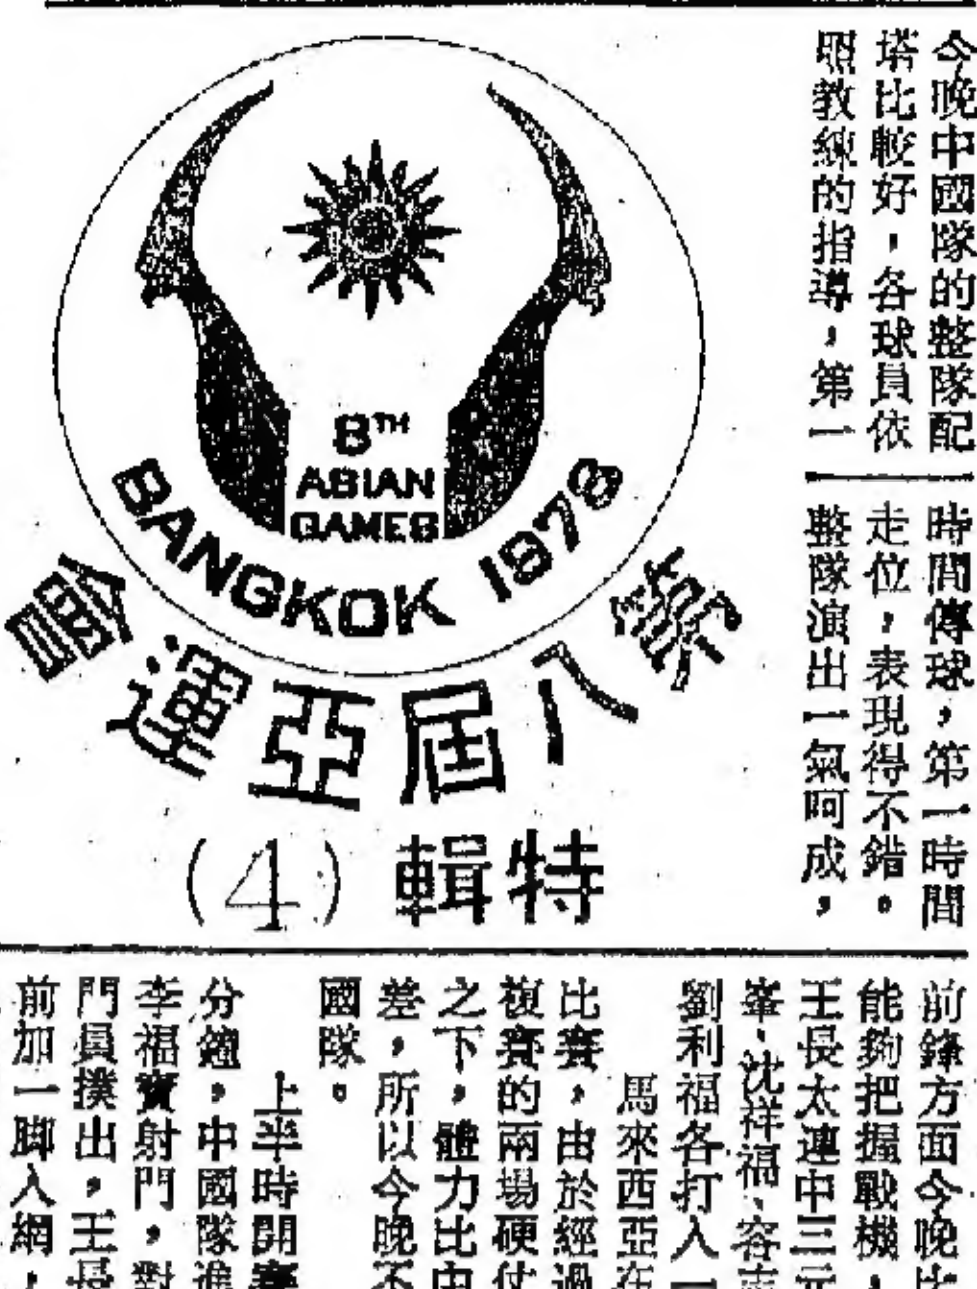 今晚中國隊的整隊配
塔比較好，各球員依
照教練的指導，第一
時間傳球，第一時間
走位，表現得不錯。
整隊演出一氣呵成，
8TH
ASIAN
GAMES
BANGKOK 1978
第八屆亞運會
特輯(4)
前鋒方面今晚比
能夠把握戰機，
王長太連中三元
峯、沈祥福、容志
劉利福各打入一
馬來西亞在
比賽，由於經過
複賽的兩場硬仗
之下，體力比中
差，所以今晚不
國隊。
上半時開賽
分鐘，中國隊進
李福寶射門，對
門員撲出，王長
前加一脚入網，